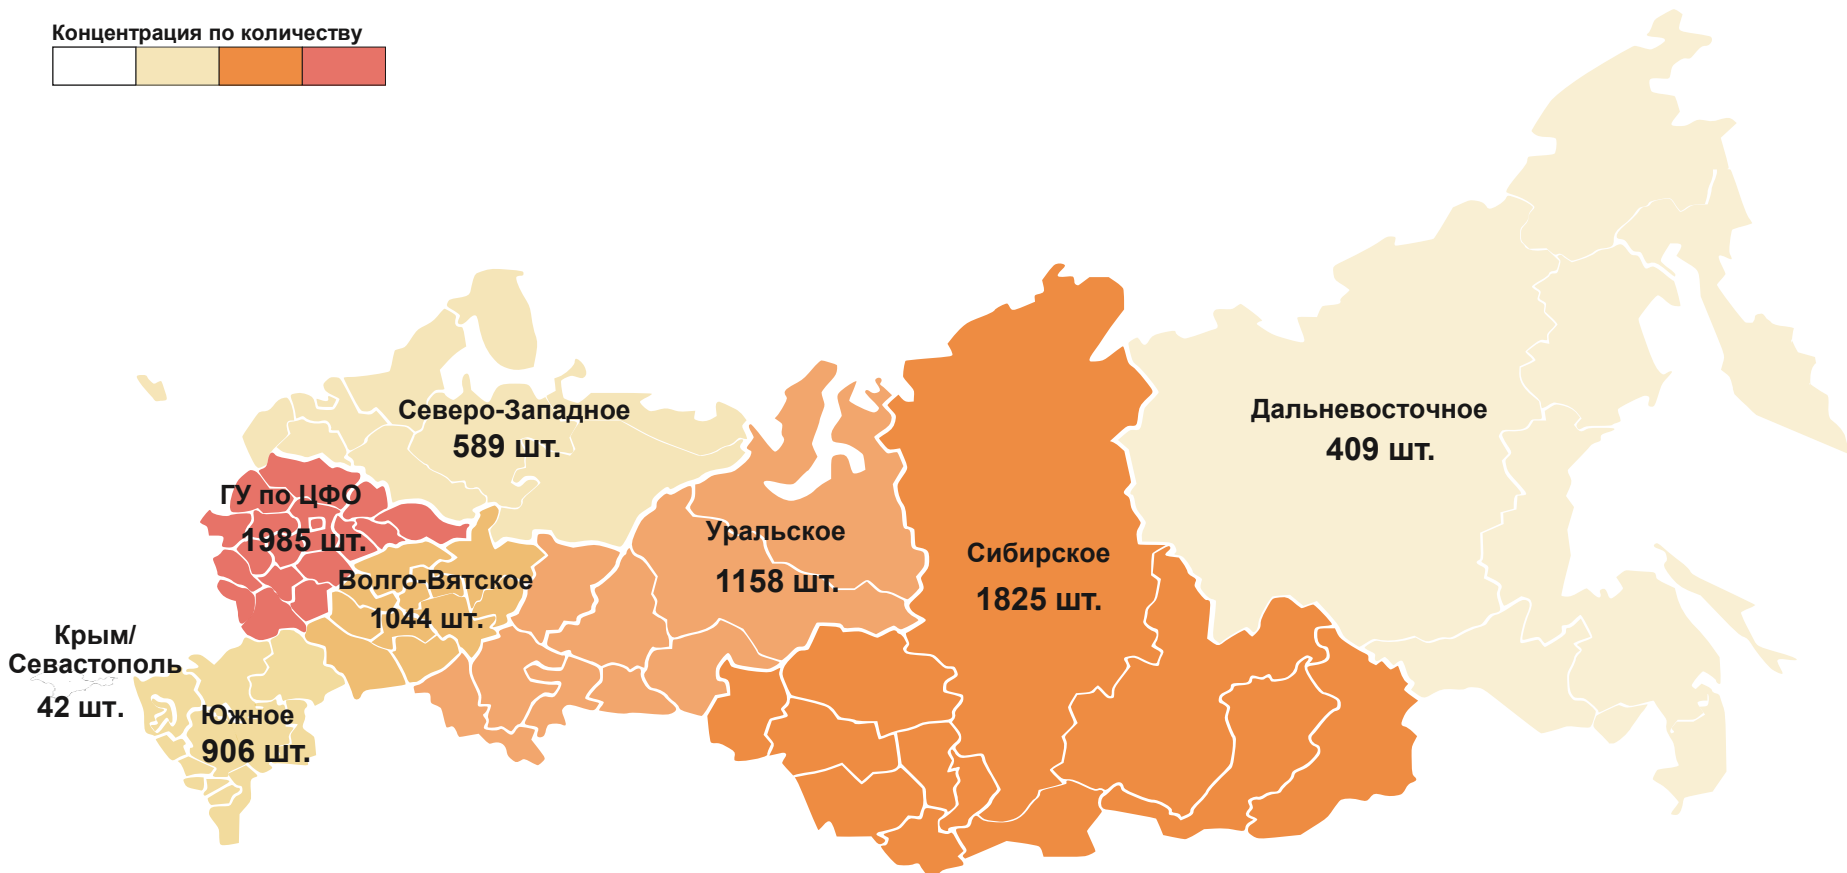 Концентрация по количеству
Северо-Западное
589 шт.
Дальневосточное
409 шт.
ГУ по ЦФО
1985 шт.
Уральское
1158 шт.
Сибирское
1825 шт.
Волго-Вятское
1044 шт.
Крым/
Севастополь
42 шт.
Южное
906 шт.